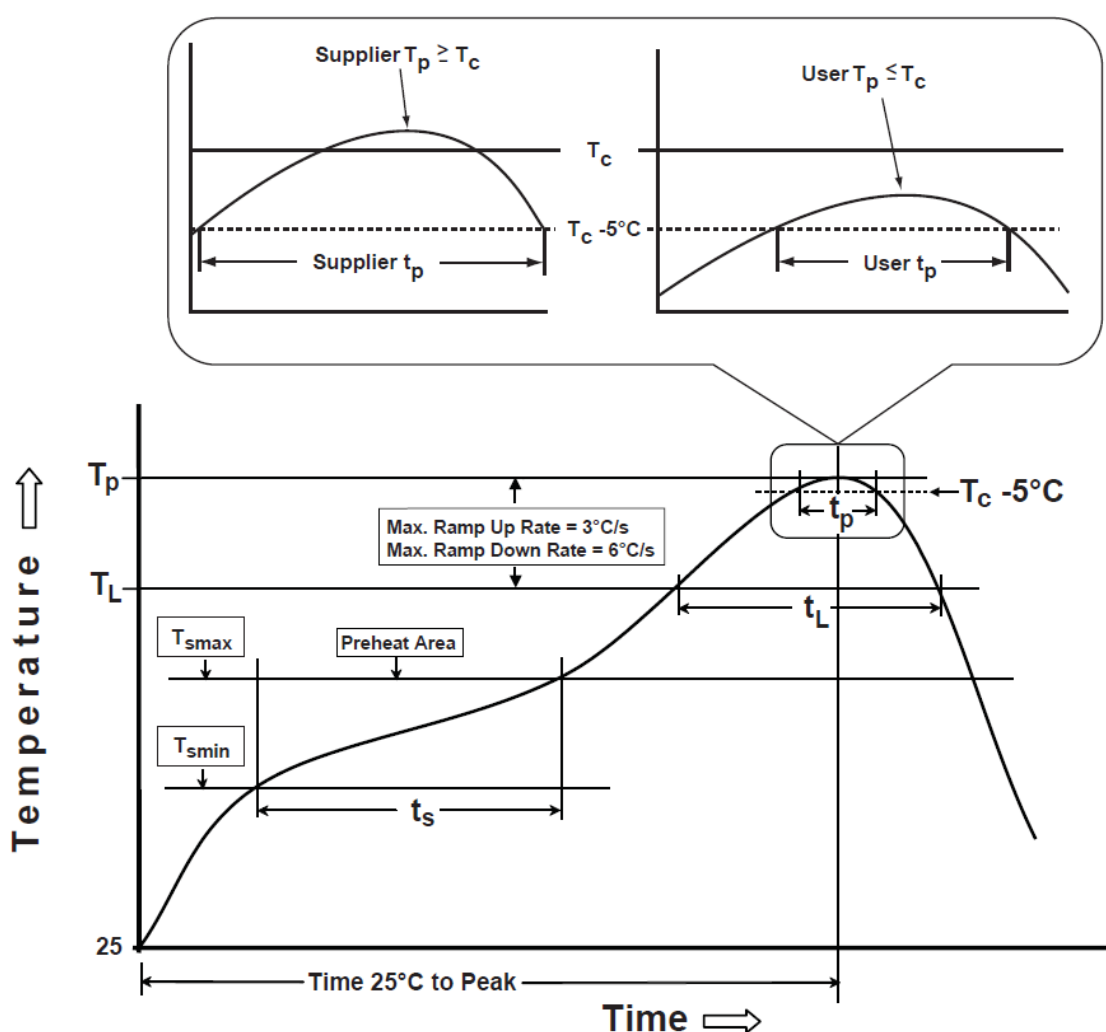 Supplier Tp ≥ Tc
User Tp ≤ Tc
Tc
Tc -5°C
Supplier tp
User tp
Tp
Tc -5°C
tp
Max. Ramp Up Rate = 3°C/s
Max. Ramp Down Rate = 6°C/s
TL
tL
Tsmax
Preheat Area
Tsmin
ts
Temperature
25
Time 25°C to Peak
Time